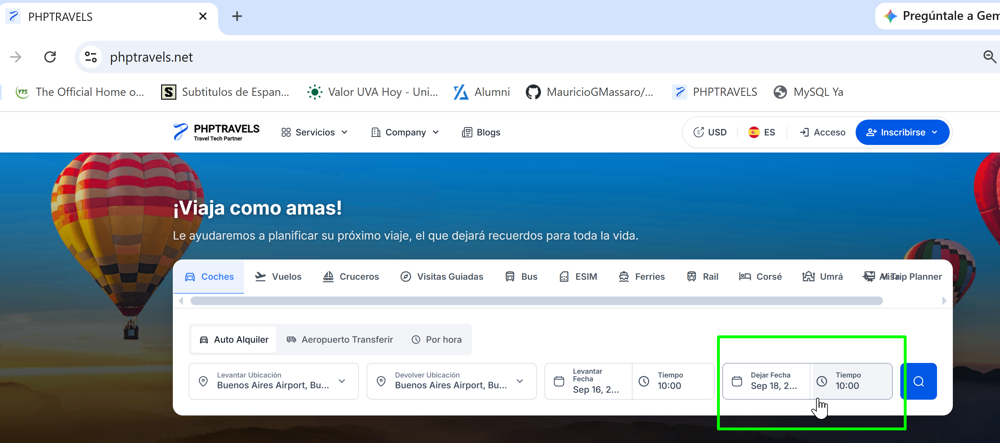 PHPTRAVELS
Pregúntale a Gem
phptravels.net
YTS The Official Home o...
S Subtitulos de Espan...
Valor UVA Hoy - Uni...
Alumni
MauricioGMassaro/...
PHPTRAVELS
MySQL Ya
PHPTRAVELS
Travel Tech Partner
Servicios
Company
Blogs
USD
ES
Acceso
Inscribirse
¡Viaja como amas!
Le ayudaremos a planificar su próximo viaje, el que dejará recuerdos para toda la vida.
Coches
Vuelos
Cruceros
Visitas Guiadas
Bus
ESIM
Ferries
Rail
Corsé
Umrá
Trip Planner
Auto Alquiler
Aeropuerto Transferir
Por hora
Levantar Ubicación
Buenos Aires Airport, Bu...
Devolver Ubicación
Buenos Aires Airport, Bu...
Levantar
Fecha
Sep 16, 2...
Tiempo
10:00
Dejar Fecha
Sep 18, 2...
Tiempo
10:00